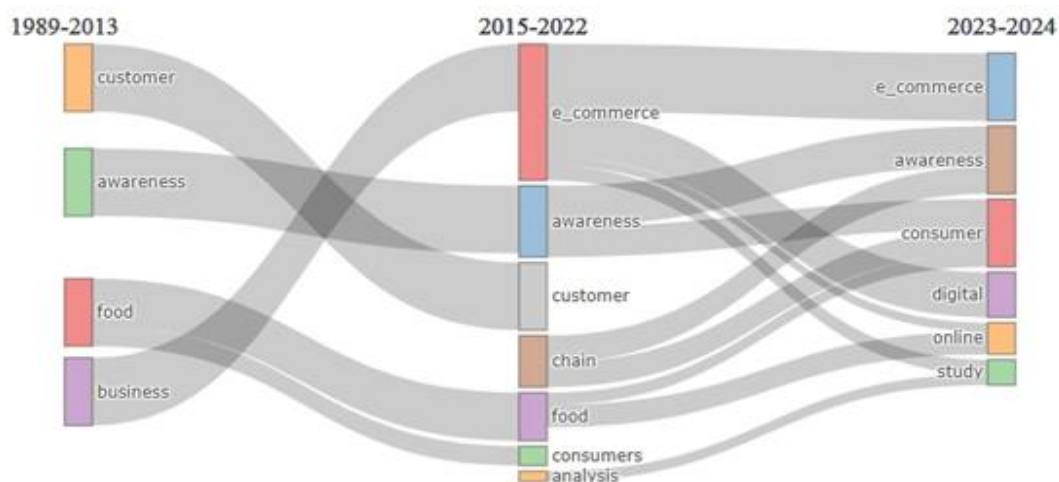 1989-2013
2015-2022
2023-2024
customer
awareness
food
business
e_commerce
awareness
customer
chain
food
consumers
analysis
e_commerce
awareness
consumer
digital
online
study